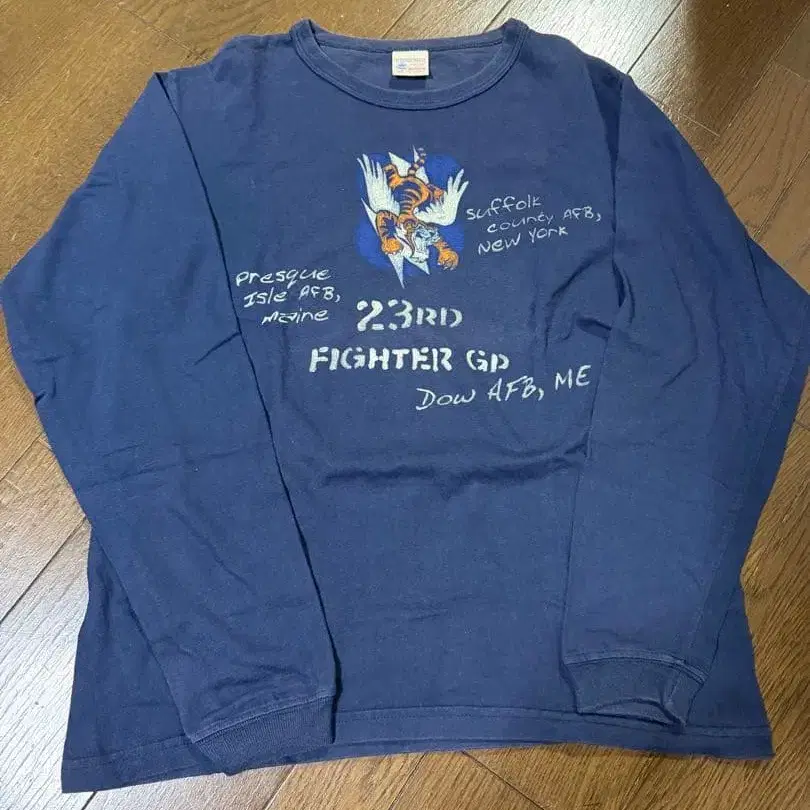 Suffolk
County AFB,
New York
Presque
Isle AFB,
Maine
23RD
FIGHTER GP
Dow AFB, ME